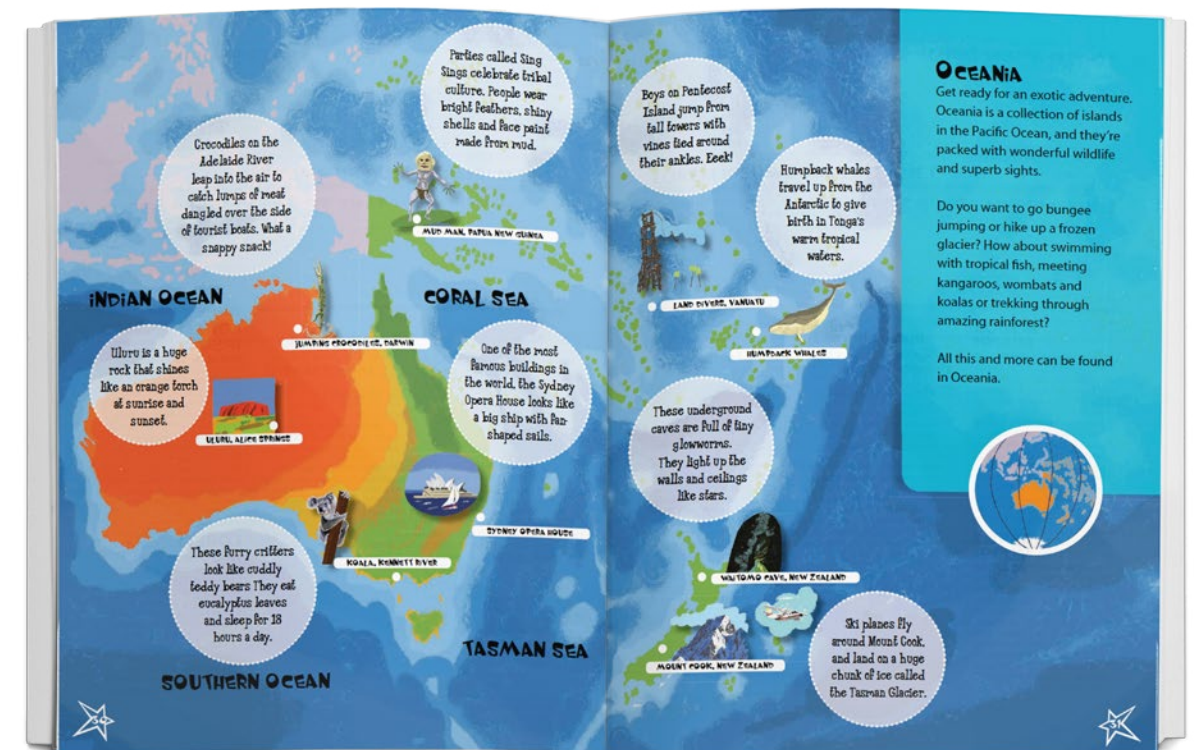 Parties called Sing
Sings celebrate tribal
culture. People wear
bright feathers, shiny
shells and face paint
made from mud.
Crocodiles on the
Adelaide River
leap into the air to
catch lumps of meat
dangled over the side
of tourist boats. What a
snappy snack!
MUD MAN, PAPUA NEW GUINEA
INDIAN OCEAN
CORAL SEA
JUMPING CROCODILES, DARWIN
Uluru is a huge
rock that shines
like an orange torch
at sunrise and
sunset.
ULURU, ALICE SPRINGS
One of the most
famous buildings in
the world, the Sydney
Opera House looks like
a big ship with fan-
shaped sails.
SYDNEY OPERA HOUSE
KOALA, KENNETT RIVER
These furry critters
look like cuddly
teddy bears They eat
eucalyptus leaves
and sleep for 18
hours a day.
TASMAN SEA
SOUTHERN OCEAN
Boys on Pentecost
Island jump from
tall towers with
vines tied around
their ankles. Eeek!
Humpback whales
travel up from the
Antarctic to give
birth in Tonga's
warm tropical
waters.
LAND DIVERS, VANUATU
HUMPBACK WHALES
These underground
caves are full of tiny
glowworms.
They light up the
walls and ceilings
like stars.
WAITOMO CAVE, NEW ZEALAND
MOUNT COOK, NEW ZEALAND
Ski planes fly
around Mount Cook,
and land on a huge
chunk of ice called
the Tasman Glacier.
OCEANIA
Get ready for an exotic adventure.
Oceania is a collection of islands
in the Pacific Ocean, and they're
packed with wonderful wildlife
and superb sights.
Do you want to go bungee
jumping or hike up a frozen
glacier? How about swimming
with tropical fish, meeting
kangaroos, wombats and
koalas or trekking through
amazing rainforest?
All this and more can be found
in Oceania.